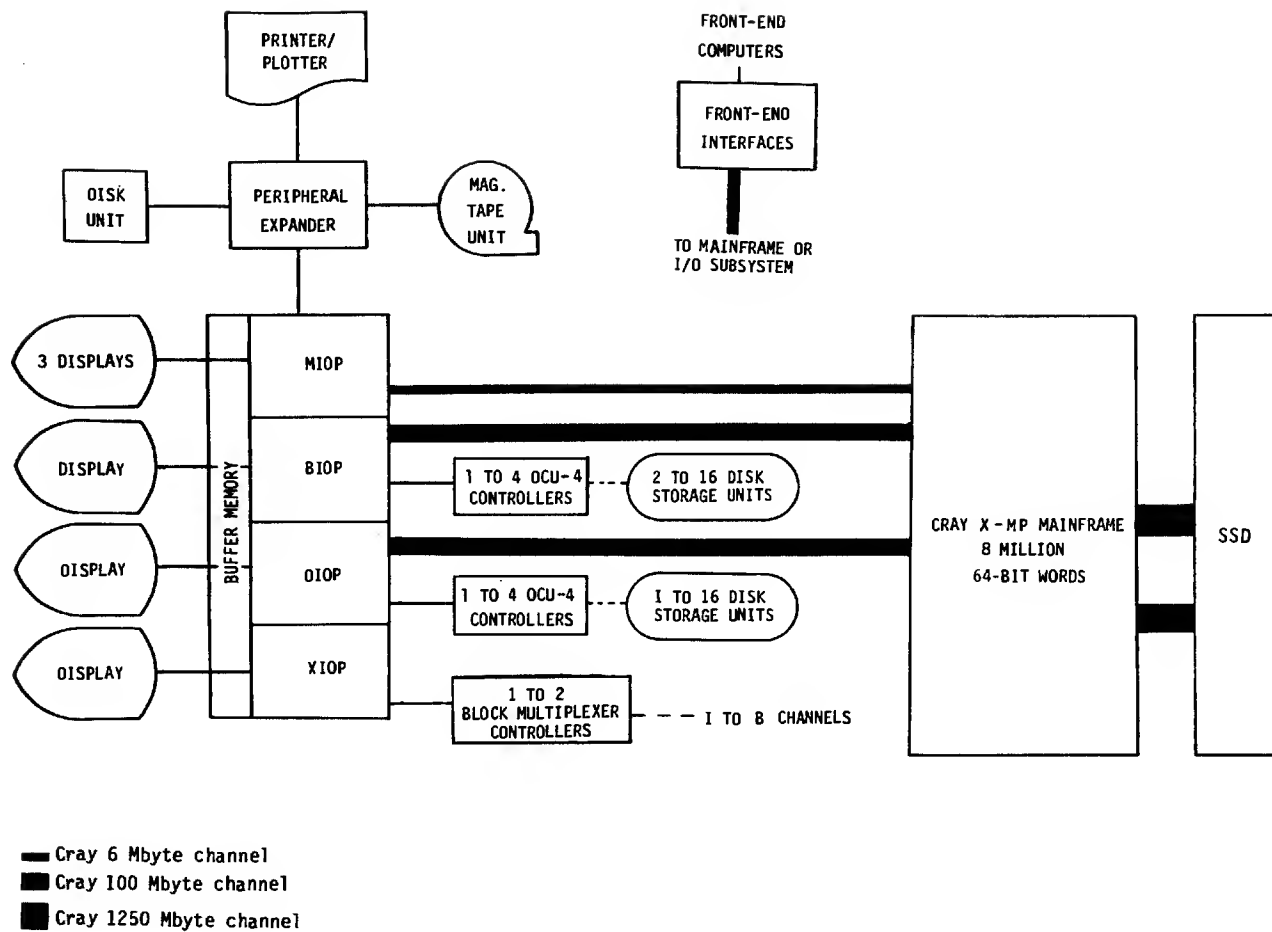 PRINTER/
PLOTTER
FRONT-END
COMPUTERS
FRONT-END
INTERFACES
TO MAINFRAME OR
I/O SUBSYSTEM
OISK
UNIT
PERIPHERAL
EXPANDER
MAG.
TAPE
UNIT
3 DISPLAYS
DISPLAY
OISPLAY
OISPLAY
BUFFER MEMORY
MIOP
BIOP
OIOP
XIOP
1 TO 4 OCU-4
CONTROLLERS
2 TO 16 DISK
STORAGE UNITS
1 TO 4 OCU-4
CONTROLLERS
I TO 16 DISK
STORAGE UNITS
1 TO 2
BLOCK MULTIPLEXER
CONTROLLERS
I TO B CHANNELS
CRAY X-MP MAINFRAME
8 MILLION
64-BIT WORDS
SSD
Cray 6 Mbyte channel
Cray 100 Mbyte channel
Cray 1250 Mbyte channel